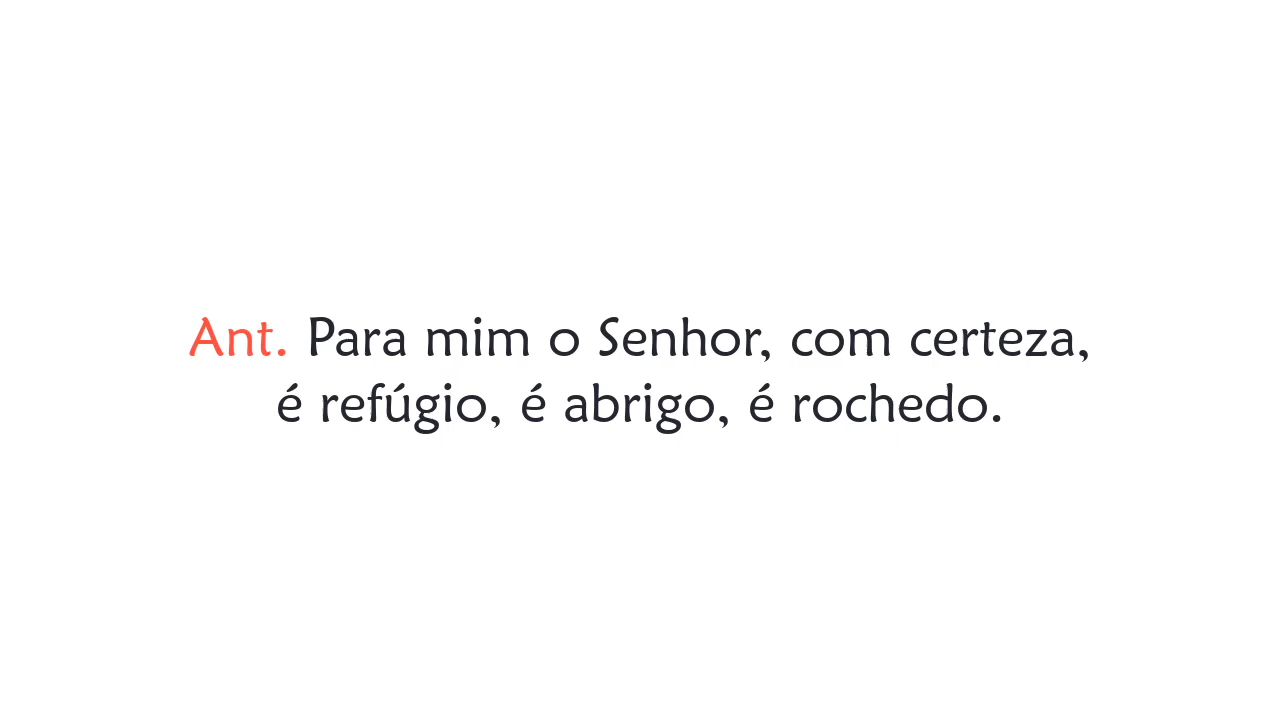 Ant. Para mim o Senhor, com certeza,
é refúgio, é abrigo, é rochedo.